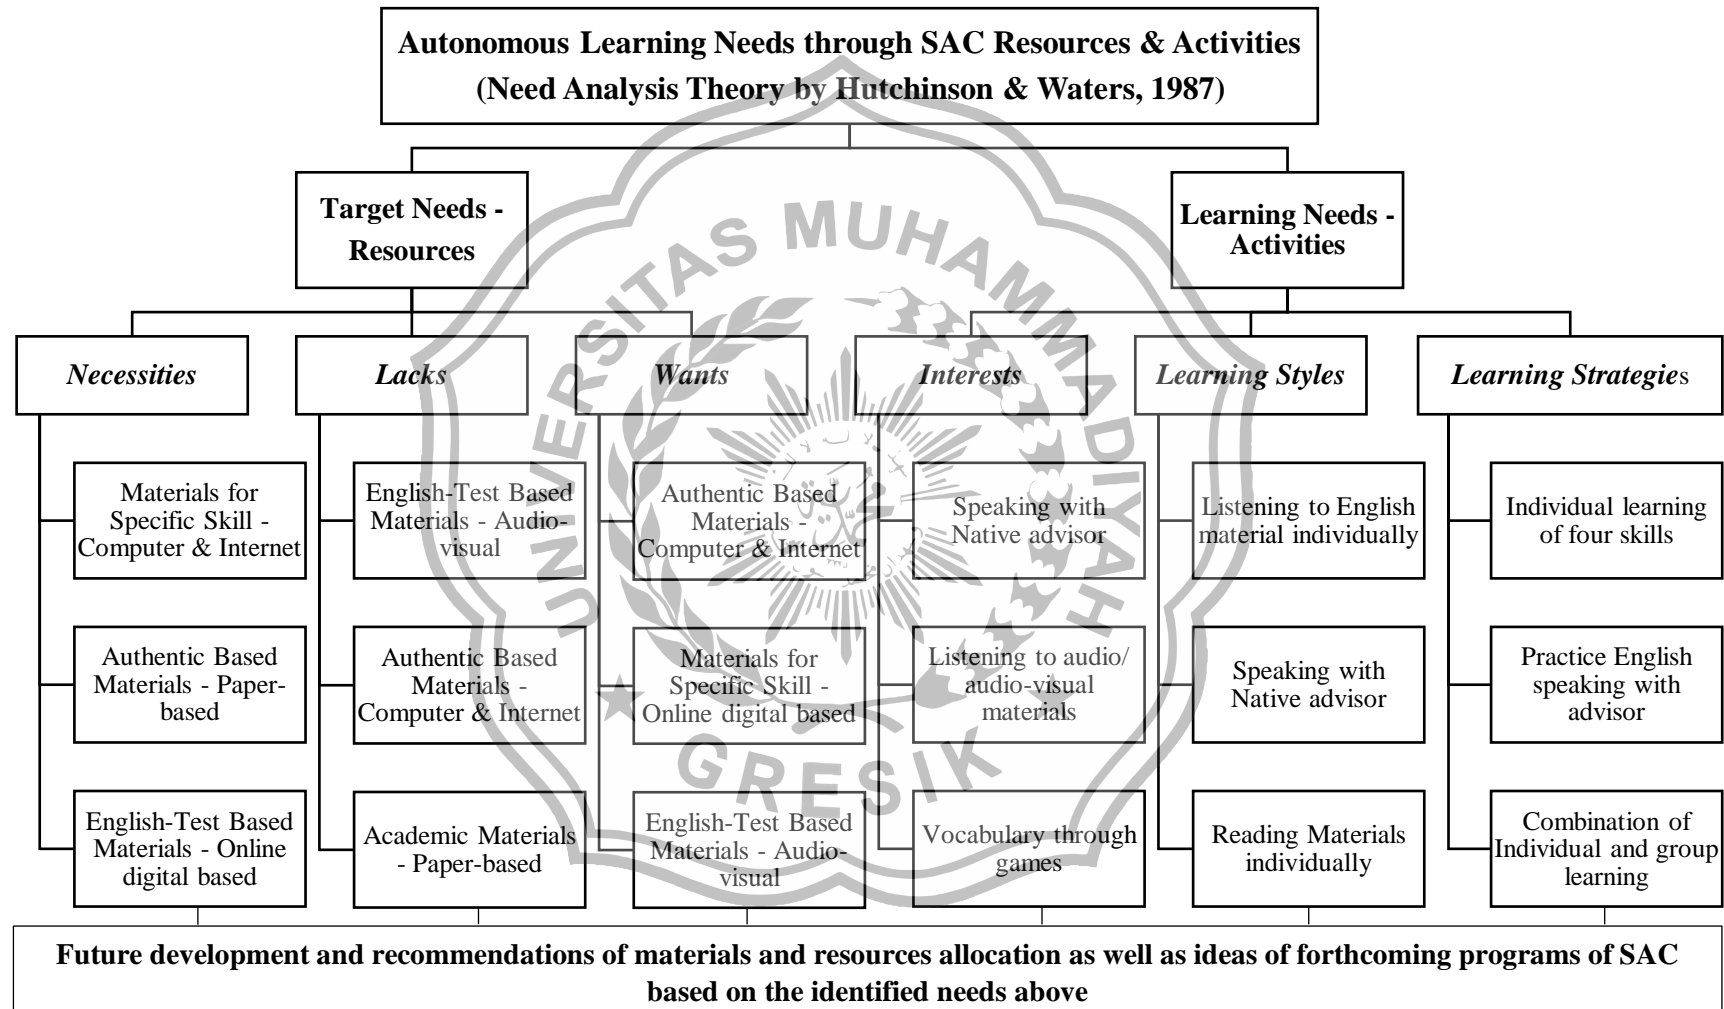 Autonomous Learning Needs through SAC Resources & Activities
(Need Analysis Theory by Hutchinson & Waters, 1987)
Target Needs -
Resources
Learning Needs -
Activities
Necessities
Lacks
Wants
Interests
Learning Styles
Learning Strategies
Materials for
Specific Skill -
Computer & Internet
English-Test Based
Materials - Audio-
visual
Authentic Based
Materials -
Computer & Internet
Speaking with
Native advisor
Listening to English
material individually
Individual learning
of four skills
Authentic Based
Materials - Paper-
based
Authentic Based
Materials -
Computer & Internet
Materials for
Specific Skill -
Online digital based
Listening to audio/
audio-visual
materials
Speaking with
Native advisor
Practice English
speaking with
advisor
English-Test Based
Materials - Online
digital based
Academic Materials
- Paper-based
English-Test Based
Materials - Audio-
visual
Vocabulary through
games
Reading Materials
individually
Combination of
Individual and group
learning
Future development and recommendations of materials and resources allocation as well as ideas of forthcoming programs of SAC
based on the identified needs above
UNIVERSITAS MUHAMMADIYAH
GRESIK